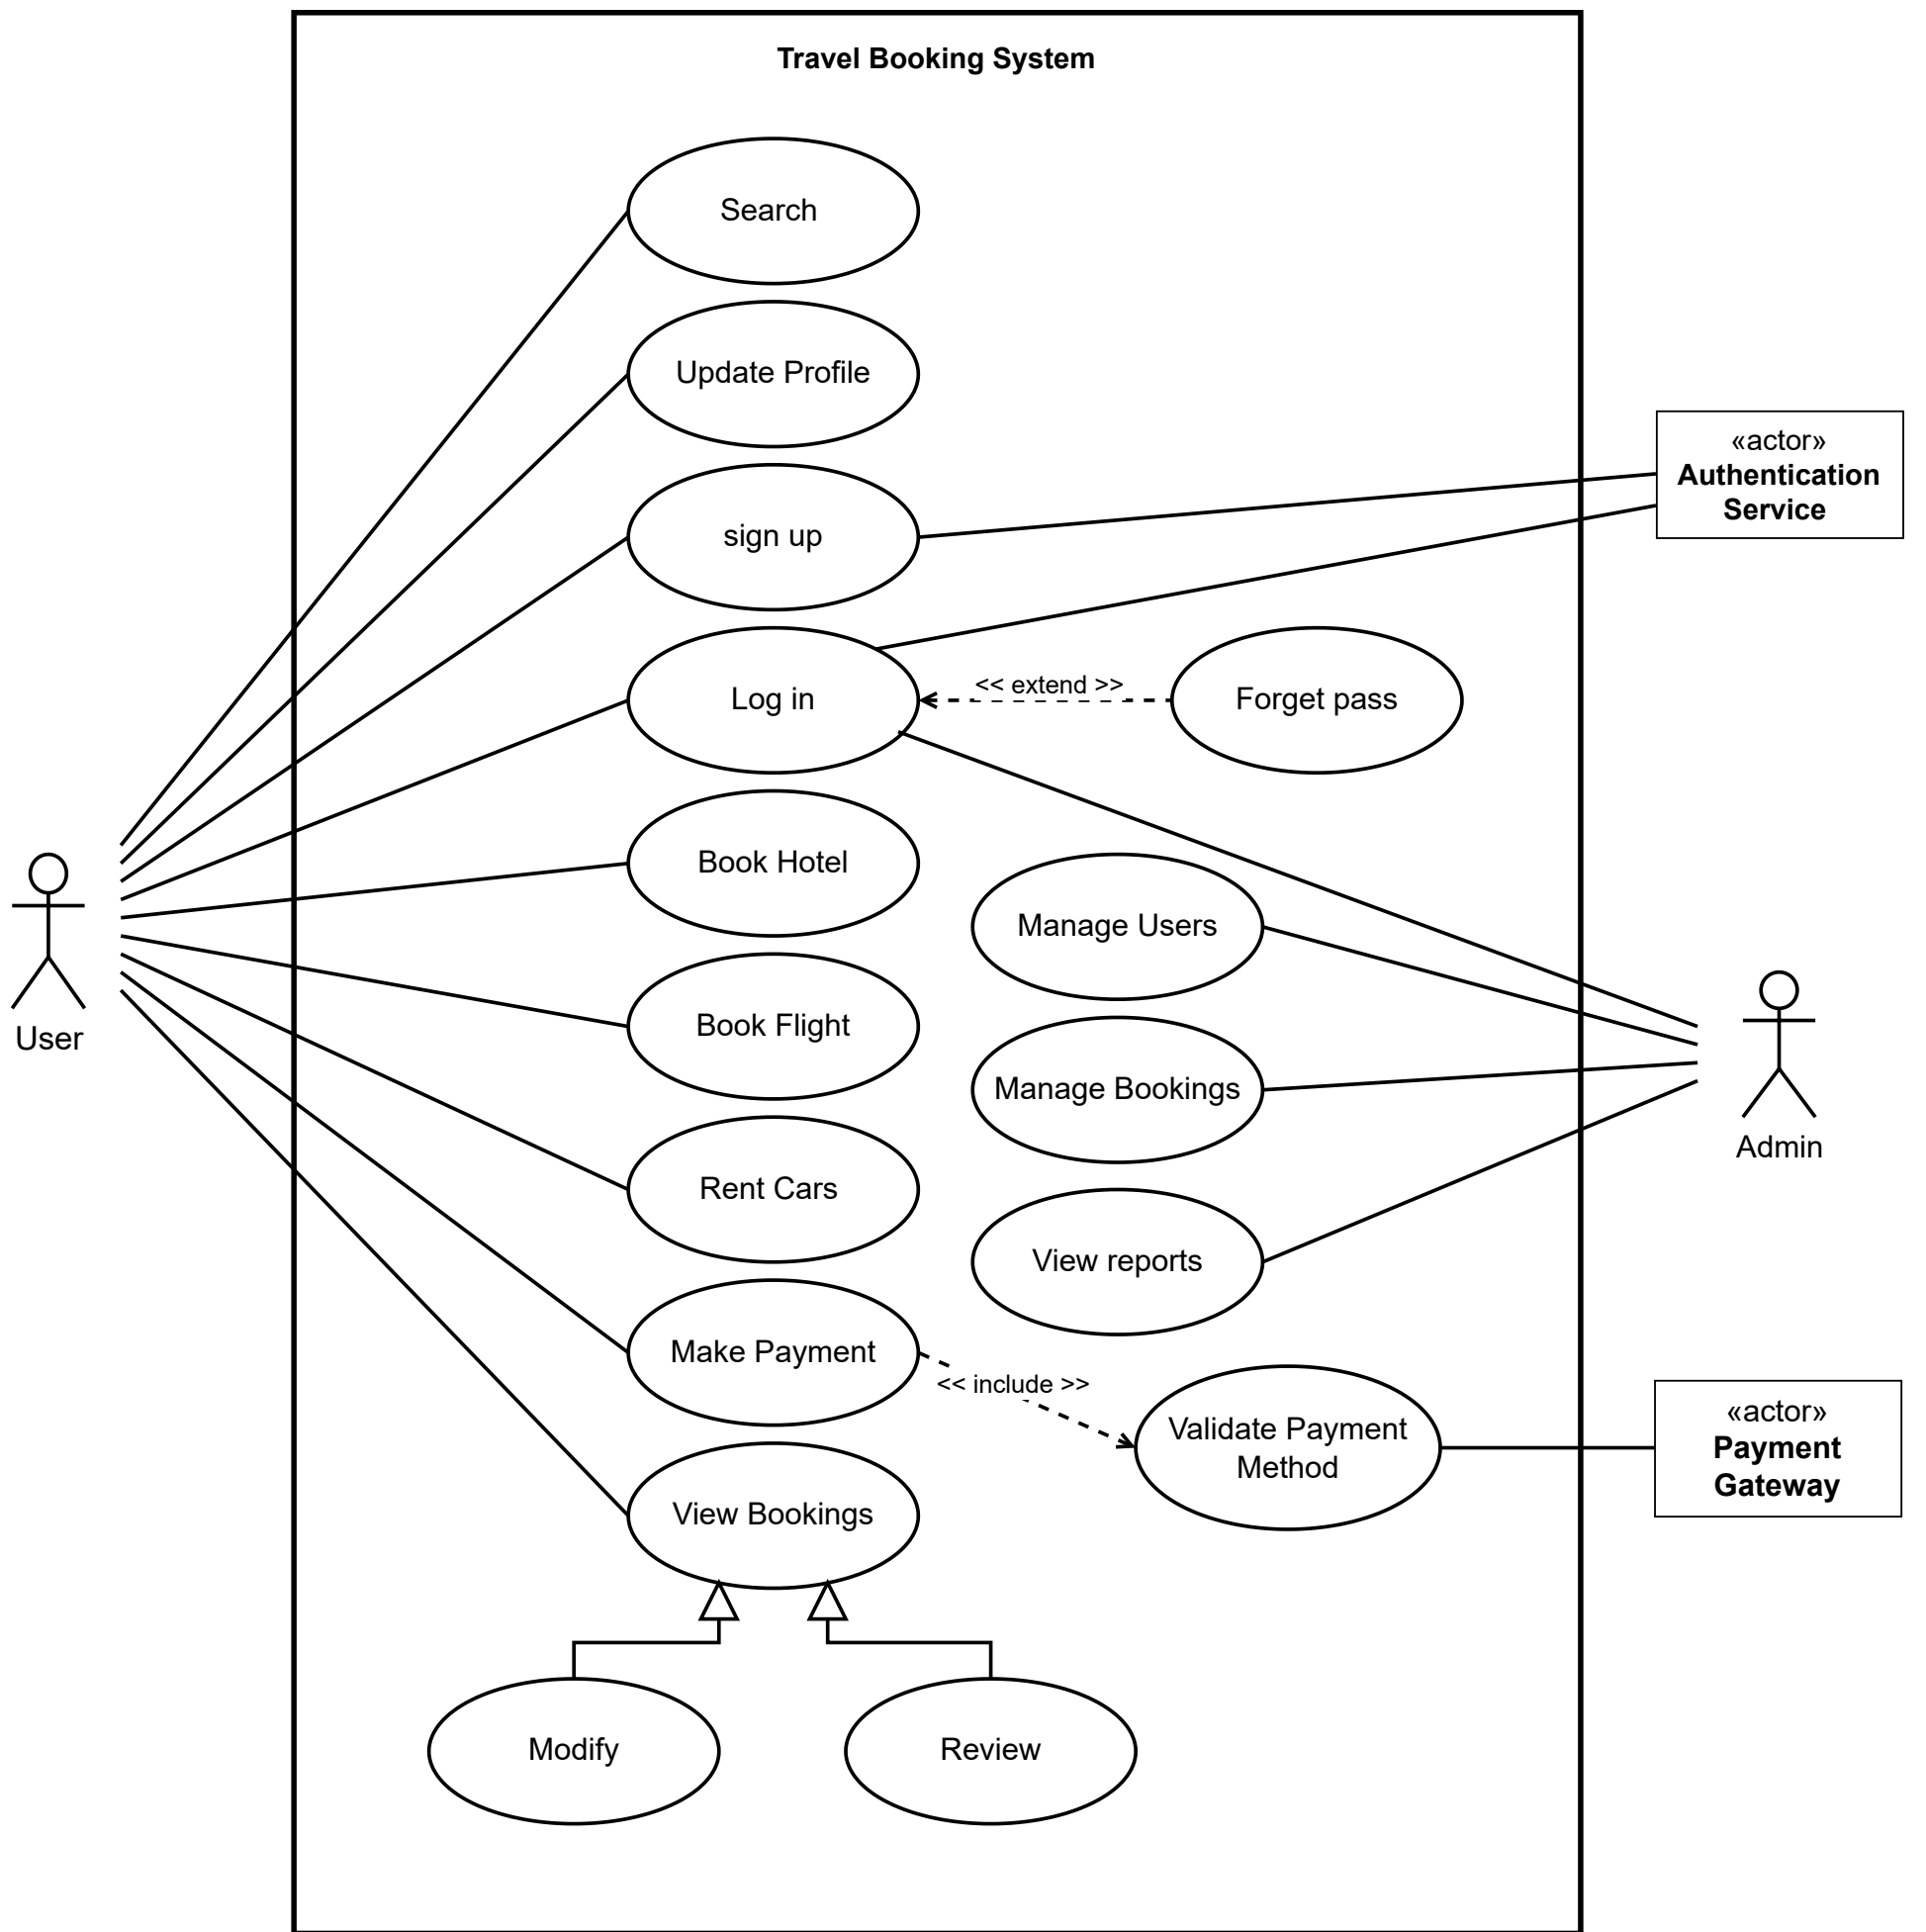 Travel Booking System
Search
Update Profile
«actor»
Authentication
Service
sign up
Log in
<< extend >>
Forget pass
Book Hotel
Manage Users
User
Book Flight
Manage Bookings
Admin
Rent Cars
View reports
Make Payment
<< include >>
Validate Payment
Method
«actor»
Payment
Gateway
View Bookings
Modify
Review